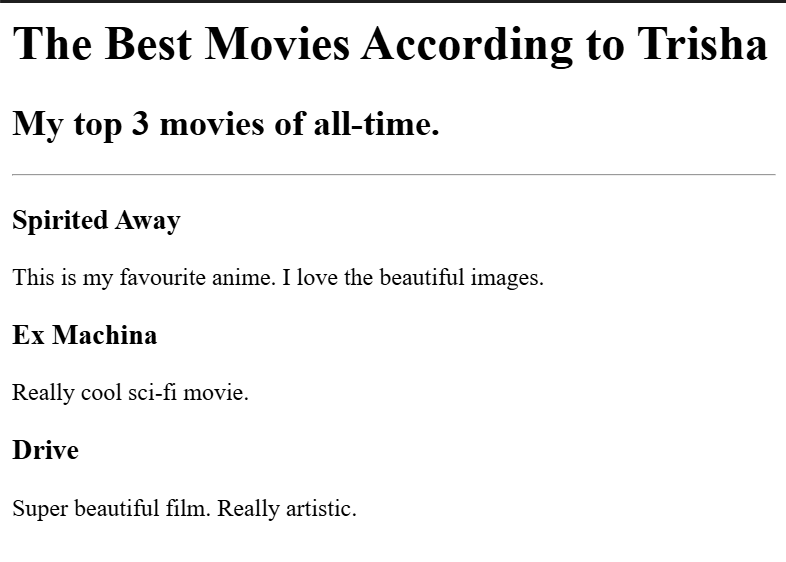 The Best Movies According to Trisha
My top 3 movies of all-time.
Spirited Away
This is my favourite anime. I love the beautiful images.
Ex Machina
Really cool sci-fi movie.
Drive
Super beautiful film. Really artistic.